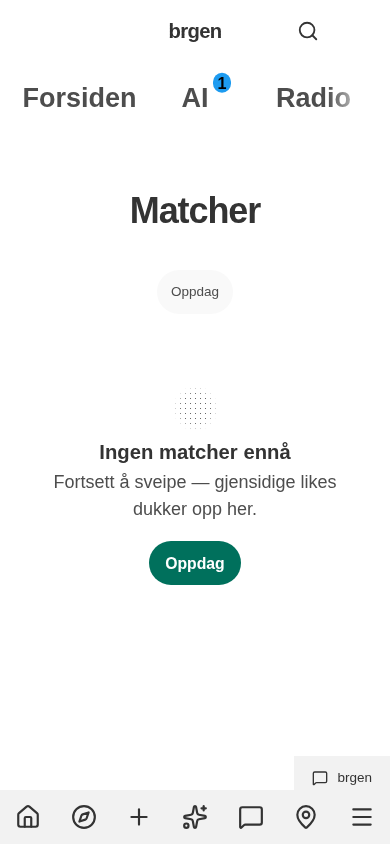 brgen
Forsiden AI 1 Radio
Matcher
Oppdag
Ingen matcher ennå
Fortsett å sveipe — gjensidige likes
dukker opp her.
Oppdag
brgen